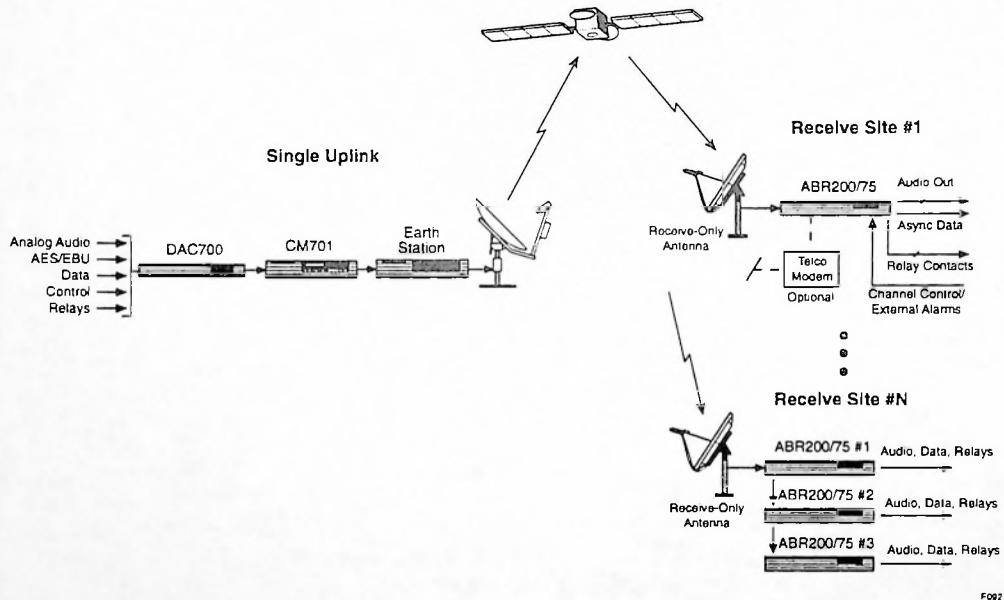 Single Uplink
Analog Audio
AES/EBU
Data
Control
Relays
DAC700
CM701
Earth
Station
Receive Site #1
ABR200/75
Audio Out
Async Data
Relay Contacts
Channel Control/
External Alarms
Receive-Only
Antenna
Telco
Modem
Optional
Receive Site #N
ABR200/75 #1
Audio, Data, Relays
ABR200/75 #2
Audio, Data, Relays
ABR200/75 #3
Audio, Data, Relays
Receive-Only
Antenna
F092